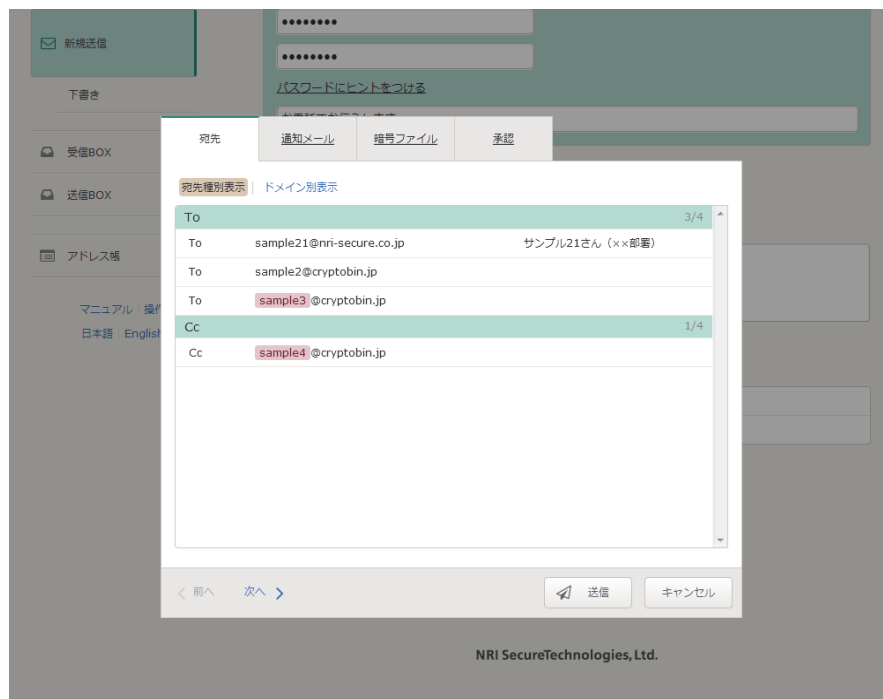 ••••••••
新規送信
••••••••
下書き
パスワードにヒントをつける
宛先
通知メール
暗号ファイル
承認
受信BOX
宛先種別表示 ドメイン別表示
送信BOX
To 3/4
To sample21@nri-secure.co.jp サンプル21さん（××部署）
アドレス帳
To sample2@cryptobin.jp
To sample3 @cryptobin.jp
マニュアル
Cc 1/4
日本語 English
Cc sample4 @cryptobin.jp
前へ 次へ
送信
キャンセル
NRI SecureTechnologies, Ltd.